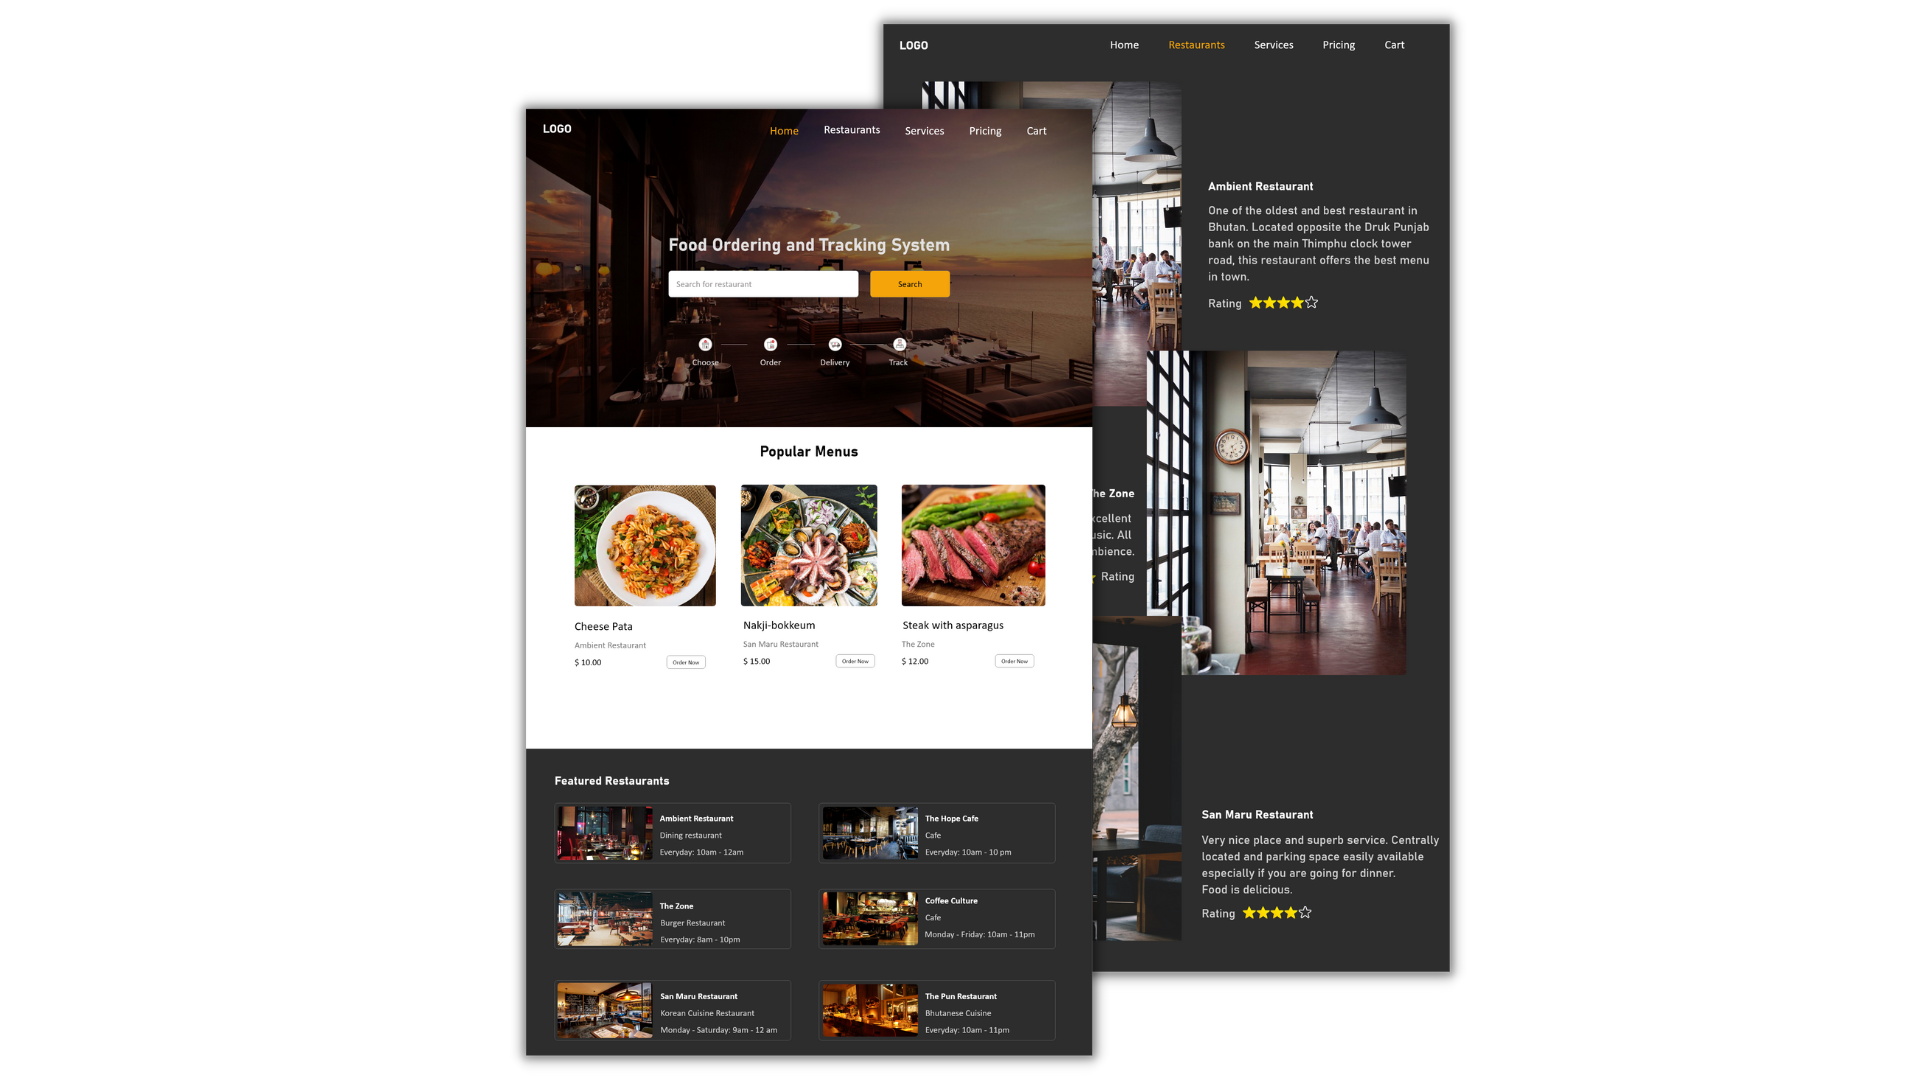 LOGO
Home Restaurants Services Pricing Cart
Food Ordering and Tracking System
Search for restaurant
Search
Choose Order Delivery Track
Popular Menus
Cheese Pata
Ambient Restaurant
$ 10.00
Order Now
Nakji-bokkeum
San Maru Restaurant
$ 15.00
Order Now
Steak with asparagus
The Zone
$ 12.00
Order Now
Featured Restaurants
Ambient Restaurant
Dining restaurant
Everyday: 10am - 12am
The Hope Cafe
Cafe
Everyday: 10am - 10 pm
The Zone
Burger Restaurant
Everyday: 8am - 10pm
Coffee Culture
Cafe
Monday - Friday: 10am - 11pm
San Maru Restaurant
Korean Cuisine Restaurant
Monday - Saturday: 9am - 12 am
The Pun Restaurant
Bhutanese Cuisine
Everyday: 10am - 11pm
LOGO
Home Restaurants Services Pricing Cart
Ambient Restaurant
One of the oldest and best restaurant in
Bhutan. Located opposite the Druk Punjab
bank on the main Thimphu clock tower
road, this restaurant offers the best menu
in town.
Rating
Zone
All
Rating
San Maru Restaurant
Very nice place and superb service. Centrally
located and parking space easily available
especially if you are going for dinner.
Food is delicious.
Rating